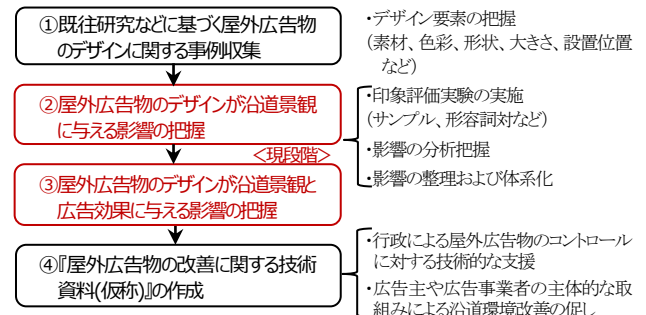 ①既往研究などに基づく屋外広告物
のデザインに関する事例収集
・デザイン要素の把握
(素材、色彩、形状、大きさ、設置位置
など)
②屋外広告物のデザインが沿道景観
に与える影響の把握
<現段階>
③屋外広告物のデザインが沿道景観と
広告効果に与える影響の把握
・印象評価実験の実施
(サンプル、形容詞対など)
・影響の分析把握
・影響の整理および体系化
④『屋外広告物の改善に関する技術
資料(仮称)』の作成
・行政による屋外広告物のコントロール
に対する技術的な支援
・広告主や広告事業者の主体的な取
組みによる沿道環境改善の促し